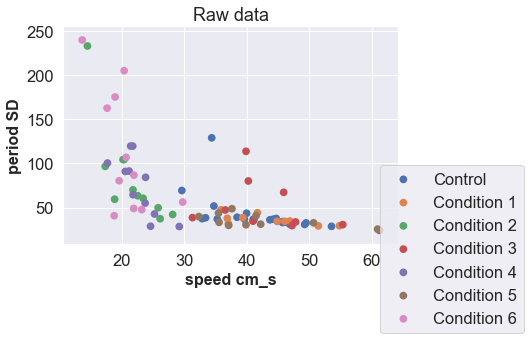 Raw data
period SD
250
200
150
100
50
20
30
40
50
60
speed cm_s
Control
Condition 1
Condition 2
Condition 3
Condition 4
Condition 5
Condition 6